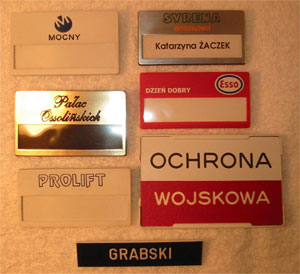 MOCNY
SYRENA
Katarzyna ŻACZEK
Pałac
Ossolińskich
DZIEŃ DOBRY
Esso
PROLIFT
OCHRONA
WOJSKOWA
GRABSKI